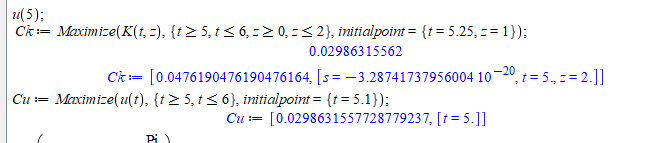 u(5);
Ck := Maximize(K(t, z), {t ≥ 5, t ≤ 6, z ≥ 0, z ≤ 2}, initialpoint = {t = 5.25, z = 1});
0.02986315562
Ck := [0.0476190476190476164, [s = −3.28741737956004 10^−20, t = 5., z = 2.]]
Cu := Maximize(u(t), {t ≥ 5, t ≤ 6}, initialpoint = {t = 5.1});
Cu := [0.0298631557728779237, [t = 5.]]
Pi